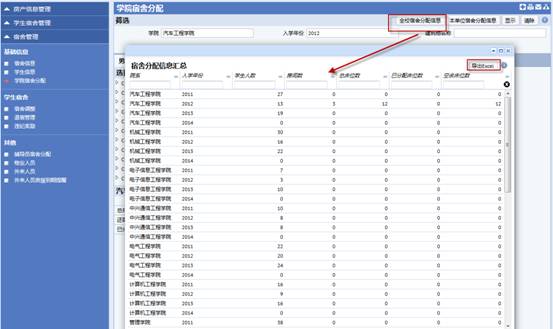 房产信息管理
学生宿舍管理
宿舍管理
基础信息
宿舍信息
学生信息
学院宿舍分配
学生宿舍
宿舍调整
退宿管理
违纪奖励
其他
辅导员宿舍分配
物业人员
外来人员
外来人员房屋到期提醒
学院宿舍分配
筛选
全校宿舍分配信息 本单位宿舍分配信息 显示 清除
学院 汽车工程学院 入学年份 2012
宿舍分配信息汇总
导出Excel
院系 入学年份 学生人数 房间数 总床位数 已分配床位数 空余床位数
汽车工程学院 2011 27 0 0 0 0
汽车工程学院 2012 13 3 12 0 12
汽车工程学院 2013 19 0 0 0 0
汽车工程学院 2014 0 0 0 0 0
机械工程学院 2011 30 0 0 0 0
机械工程学院 2012 16 0 0 0 0
机械工程学院 2013 22 0 0 0 0
机械工程学院 2014 0 0 0 0 0
电子信息工程学院 2011 7 0 0 0 0
电子信息工程学院 2012 3 0 0 0 0
电子信息工程学院 2013 10 0 0 0 0
电子信息工程学院 2014 0 0 0 0 0
中兴通信工程学院 2011 10 0 0 0 0
中兴通信工程学院 2012 8 0 0 0 0
中兴通信工程学院 2013 8 0 0 0 0
中兴通信工程学院 2014 0 0 0 0 0
电气工程学院 2011 22 0 0 0 0
电气工程学院 2012 20 0 0 0 0
电气工程学院 2013 24 0 0 0 0
电气工程学院 2014 0 0 0 0 0
计算机工程学院 2011 16 0 0 0 0
计算机工程学院 2012 9 0 0 0 0
计算机工程学院 2013 16 0 0 0 0
计算机工程学院 2014 0 0 0 0 0
管理学院 2011 38 0 0 0 0